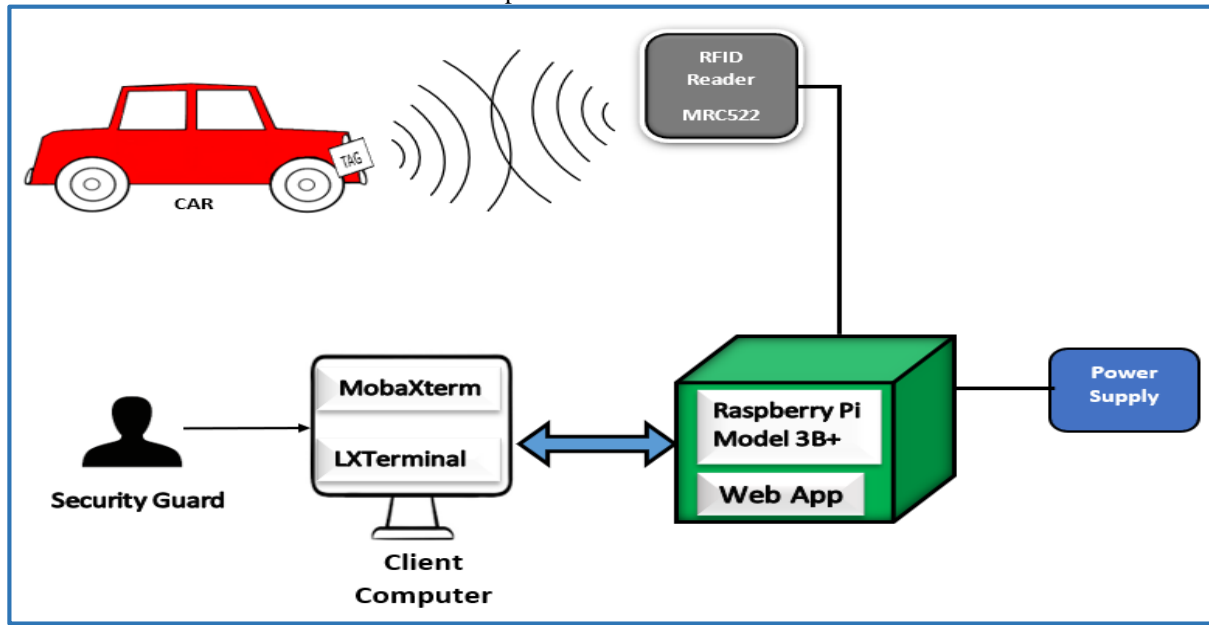 RFID
Reader
MRC522
TAG
CAR
MobaXterm
LXTerminal
Security Guard
Client
Computer
Raspberry Pi
Model 3B+
Web App
Power
Supply